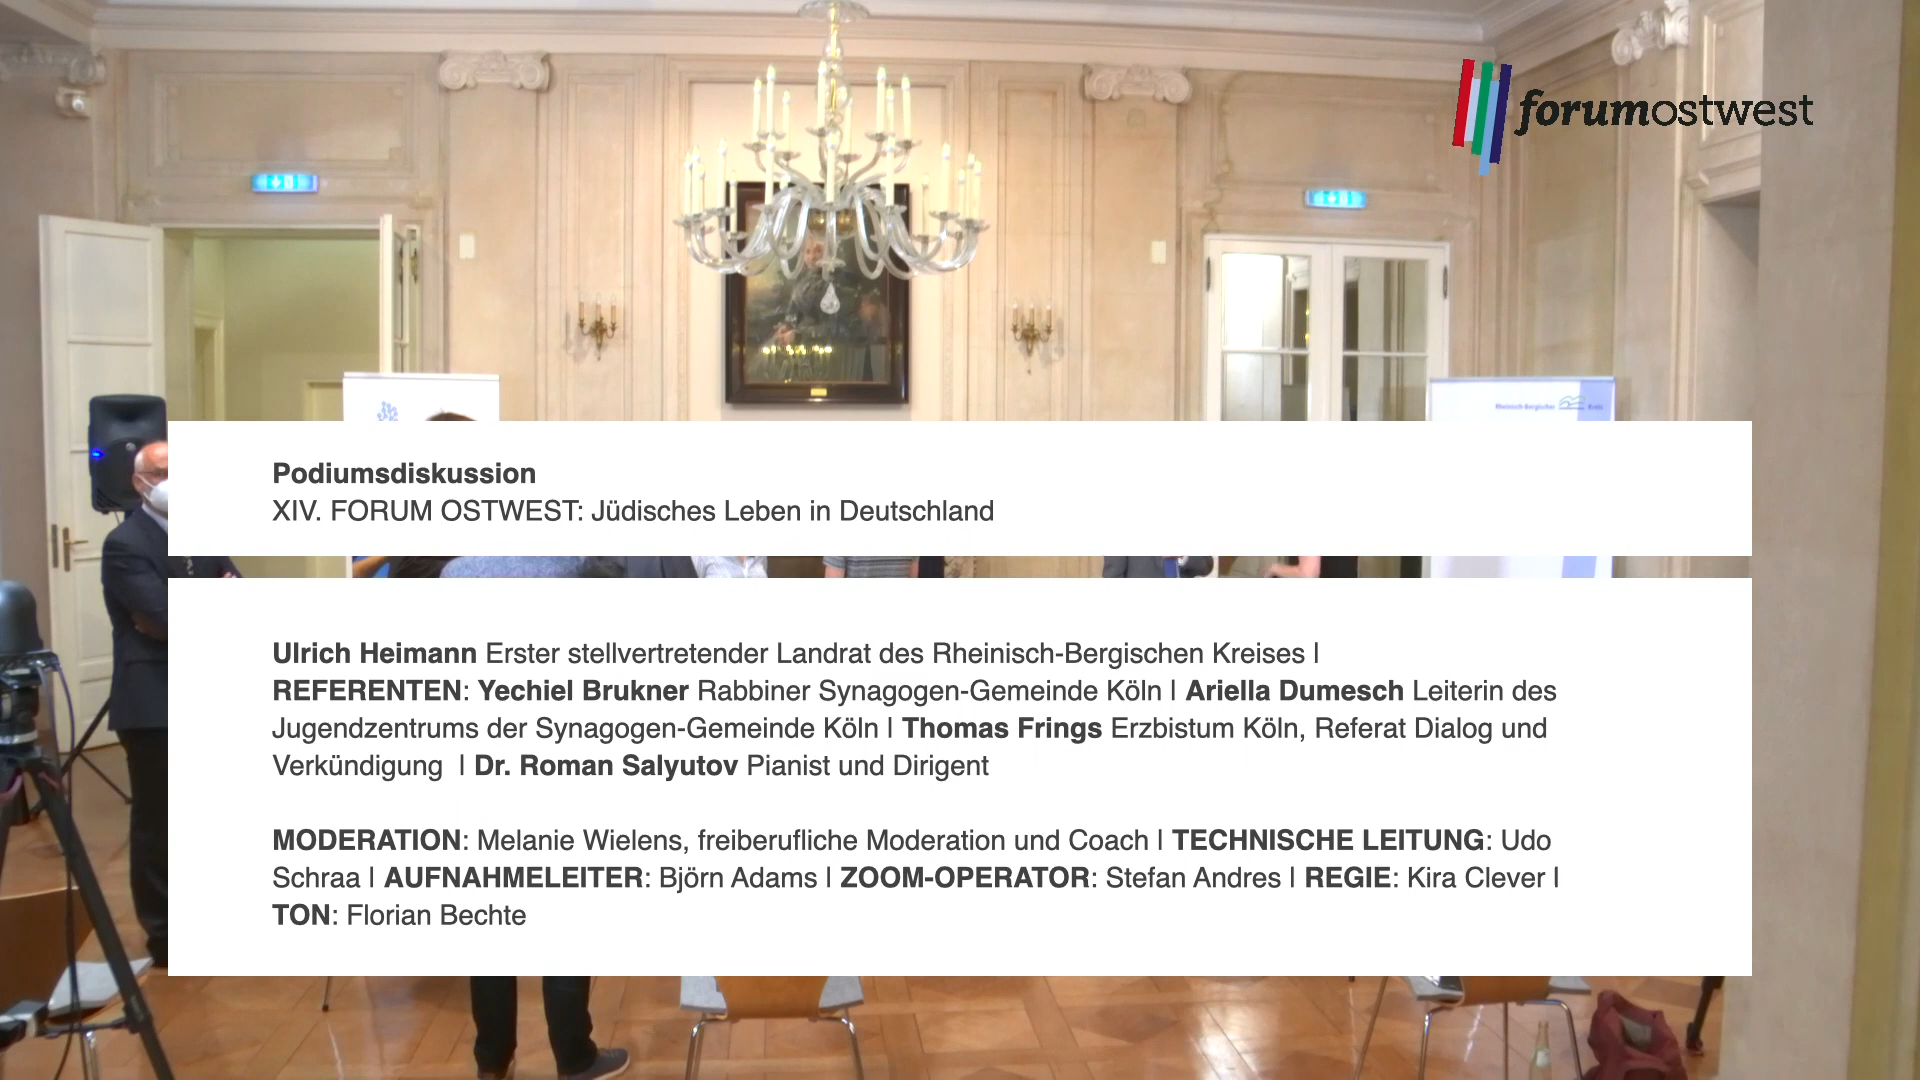 forumostwest
Rheinisch-Bergischer Kreis
Podiumsdiskussion
XIV. FORUM OSTWEST: Jüdisches Leben in Deutschland
Ulrich Heimann Erster stellvertretender Landrat des Rheinisch-Bergischen Kreises |
REFERENTEN: Yechiel Brukner Rabbiner Synagogen-Gemeinde Köln | Ariella Dumesch Leiterin des
Jugendzentrums der Synagogen-Gemeinde Köln | Thomas Frings Erzbistum Köln, Referat Dialog und
Verkündigung | Dr. Roman Salyutov Pianist und Dirigent
MODERATION: Melanie Wielens, freiberufliche Moderation und Coach | TECHNISCHE LEITUNG: Udo
Schraa | AUFNAHMELEITER: Björn Adams | ZOOM-OPERATOR: Stefan Andres | REGIE: Kira Clever |
TON: Florian Bechte